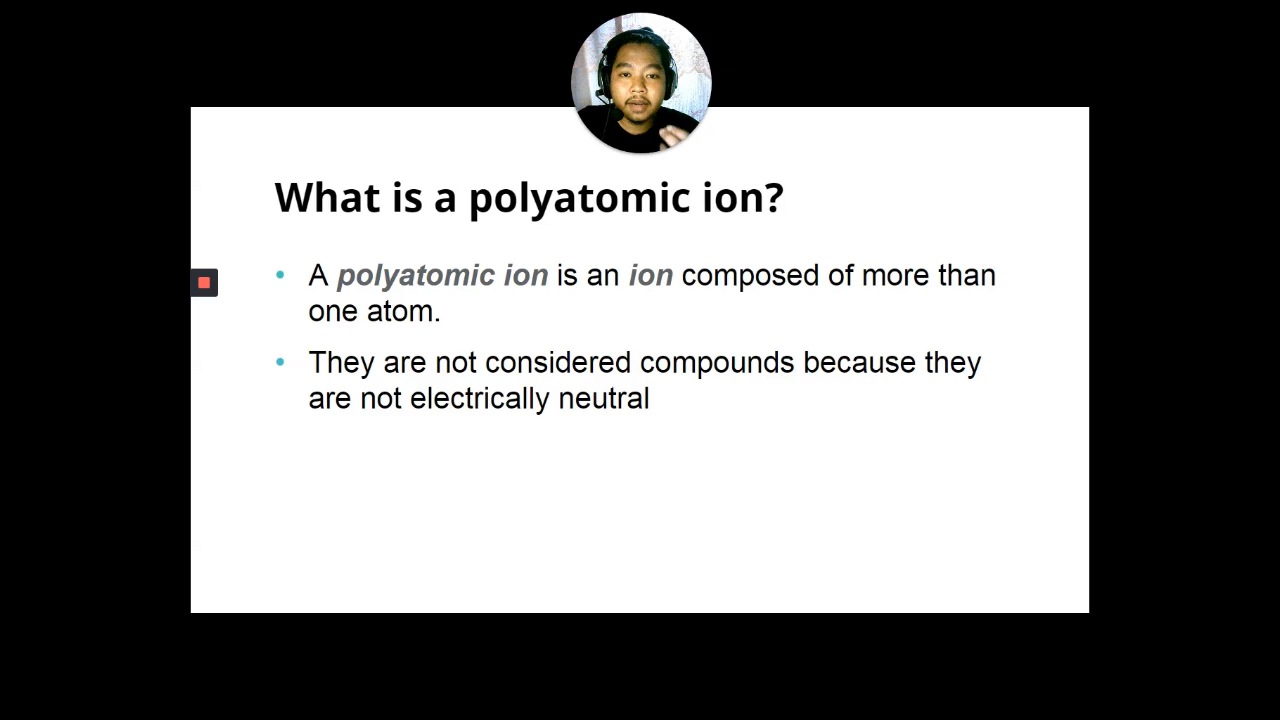 What is a polyatomic ion?
• A polyatomic ion is an ion composed of more than
one atom.
• They are not considered compounds because they
are not electrically neutral